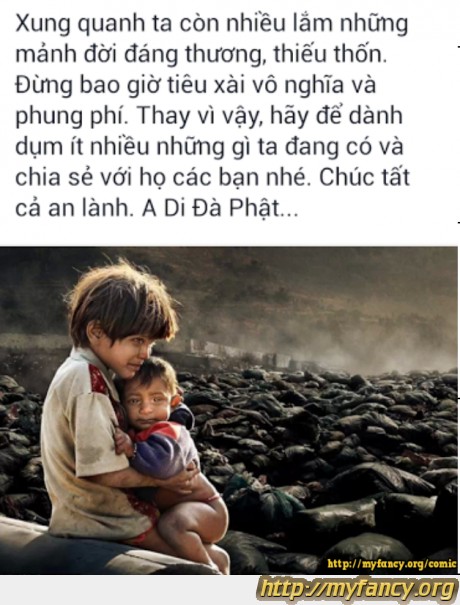 Xung quanh ta còn nhiều lắm những
mảnh đời đáng thương, thiếu thốn.
Đừng bao giờ tiêu xài vô nghĩa và
phung phí. Thay vì vậy, hãy để dành
dụm ít nhiều những gì ta đang có và
chia sẻ với họ các bạn nhé. Chúc tất
cả an lành. A Di Đà Phật...
http://myfancy.org/comic
http://myfancy.org